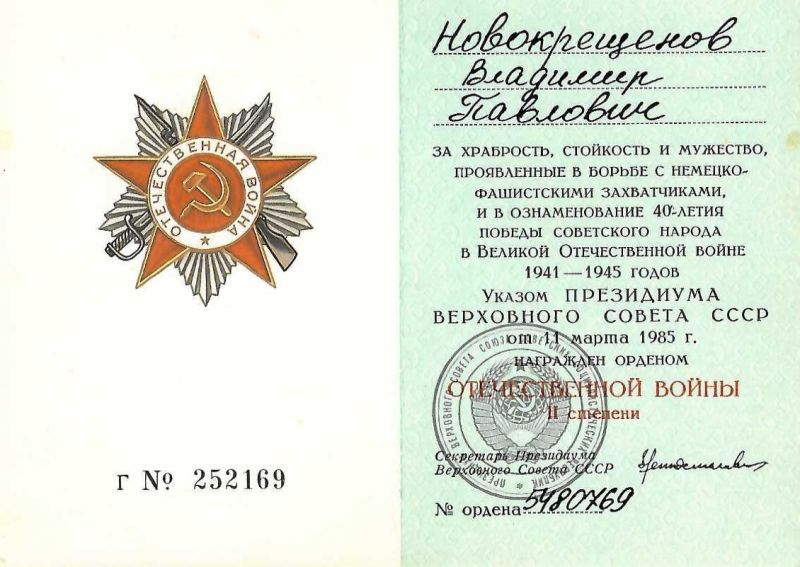 ОТЕЧЕСТВЕННАЯ ВОЙНА
Г № 252169
Новокрещенов
Владимир
Павлович
ЗА ХРАБРОСТЬ, СТОЙКОСТЬ И МУЖЕСТВО,
ПРОЯВЛЕННЫЕ В БОРЬБЕ С НЕМЕЦКО-
ФАШИСТСКИМИ ЗАХВАТЧИКАМИ,
И В ОЗНАМЕНОВАНИЕ 40-ЛЕТИЯ
ПОБЕДЫ СОВЕТСКОГО НАРОДА
В ВЕЛИКОЙ ОТЕЧЕСТВЕННОЙ ВОЙНЕ
1941—1945 ГОДОВ
УКАЗОМ ПРЕЗИДИУМА
ВЕРХОВНОГО СОВЕТА СССР
от 11 марта 1985 г.
НАГРАЖДЕН ОРДЕНОМ
ОТЕЧЕСТВЕННОЙ ВОЙНЫ
II степени
Секретарь Президиума
Верховного Совета СССР
№ ордена 5480769